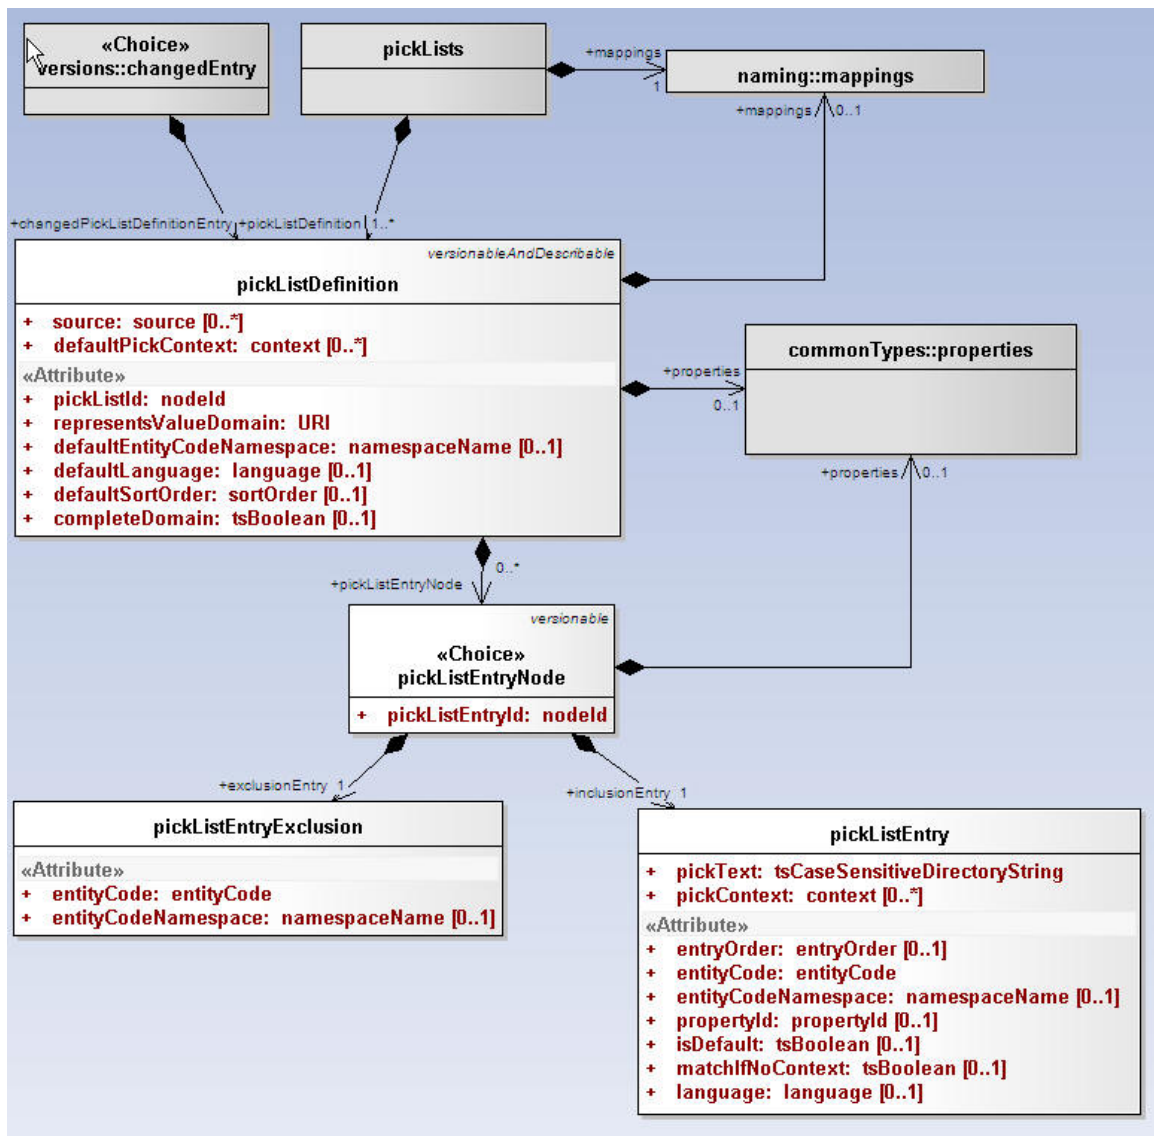 «Choice»
versions::changedEntry
pickLists
+mappings
1
naming::mappings
+mappings
0..1
+changedPickListDefinitionEntry
+pickListDefinition
1..*
versionableAndDescribable
pickListDefinition
+ source: source [0..*]
+ defaultPickContext: context [0..*]
«Attribute»
+ pickListId: nodeId
+ representsValueDomain: URI
+ defaultEntityCodeNamespace: namespaceName [0..1]
+ defaultLanguage: language [0..1]
+ defaultSortOrder: sortOrder [0..1]
+ completeDomain: tsBoolean [0..1]
+properties
0..1
commonTypes::properties
+properties
0..1
0..*
+pickListEntryNode
versionable
«Choice»
pickListEntryNode
+ pickListEntryId: nodeId
+exclusionEntry 1
+inclusionEntry 1
pickListEntryExclusion
«Attribute»
+ entityCode: entityCode
+ entityCodeNamespace: namespaceName [0..1]
pickListEntry
+ pickText: tsCaseSensitiveDirectoryString
+ pickContext: context [0..*]
«Attribute»
+ entryOrder: entryOrder [0..1]
+ entityCode: entityCode
+ entityCodeNamespace: namespaceName [0..1]
+ propertyId: propertyId [0..1]
+ isDefault: tsBoolean [0..1]
+ matchIfNoContext: tsBoolean [0..1]
+ language: language [0..1]